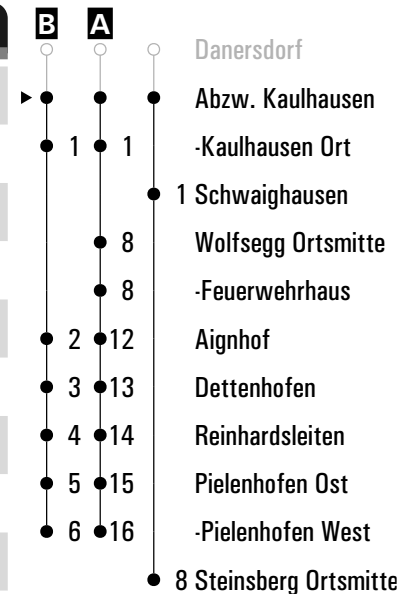 B A
Danersdorf
Abzw. Kaulhausen
1 1 -Kaulhausen Ort
1 Schwaighausen
8 Wolfsegg Ortsmitte
8 -Feuerwehrhaus
2 12 Aignhof
3 13 Dettenhofen
4 14 Reinhardsleiten
5 15 Pielenhofen Ost
6 16 -Pielenhofen West
8 Steinsberg Ortsmitte